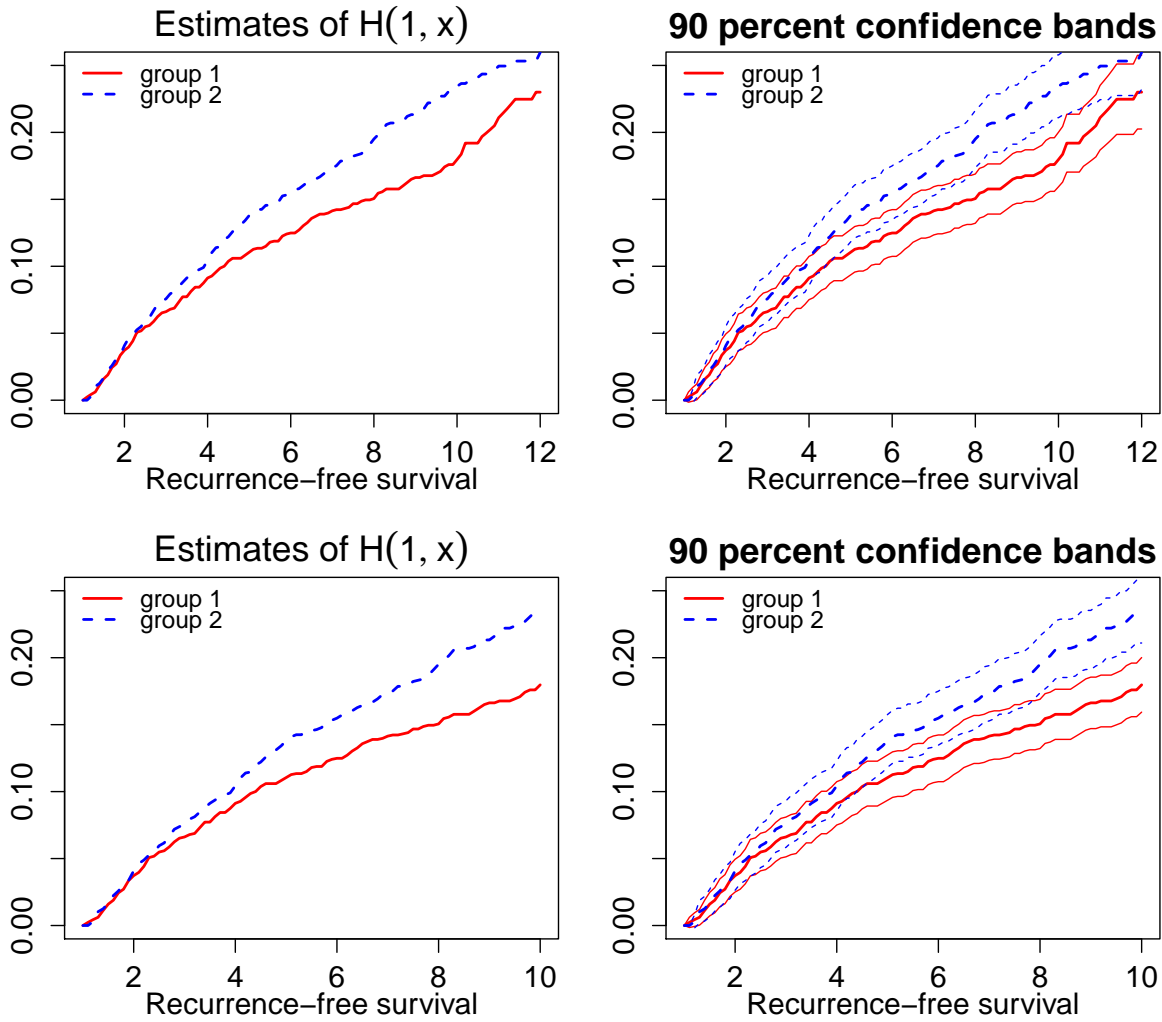 Estimates of H(1, x)
group 1
group 2
0.00 0.10 0.20
2 4 6 8 10 12
Recurrence−free survival
90 percent confidence bands
group 1
group 2
0.00 0.10 0.20
2 4 6 8 10 12
Recurrence−free survival
Estimates of H(1, x)
group 1
group 2
0.00 0.10 0.20
2 4 6 8 10
Recurrence−free survival
90 percent confidence bands
group 1
group 2
0.00 0.10 0.20
2 4 6 8 10
Recurrence−free survival